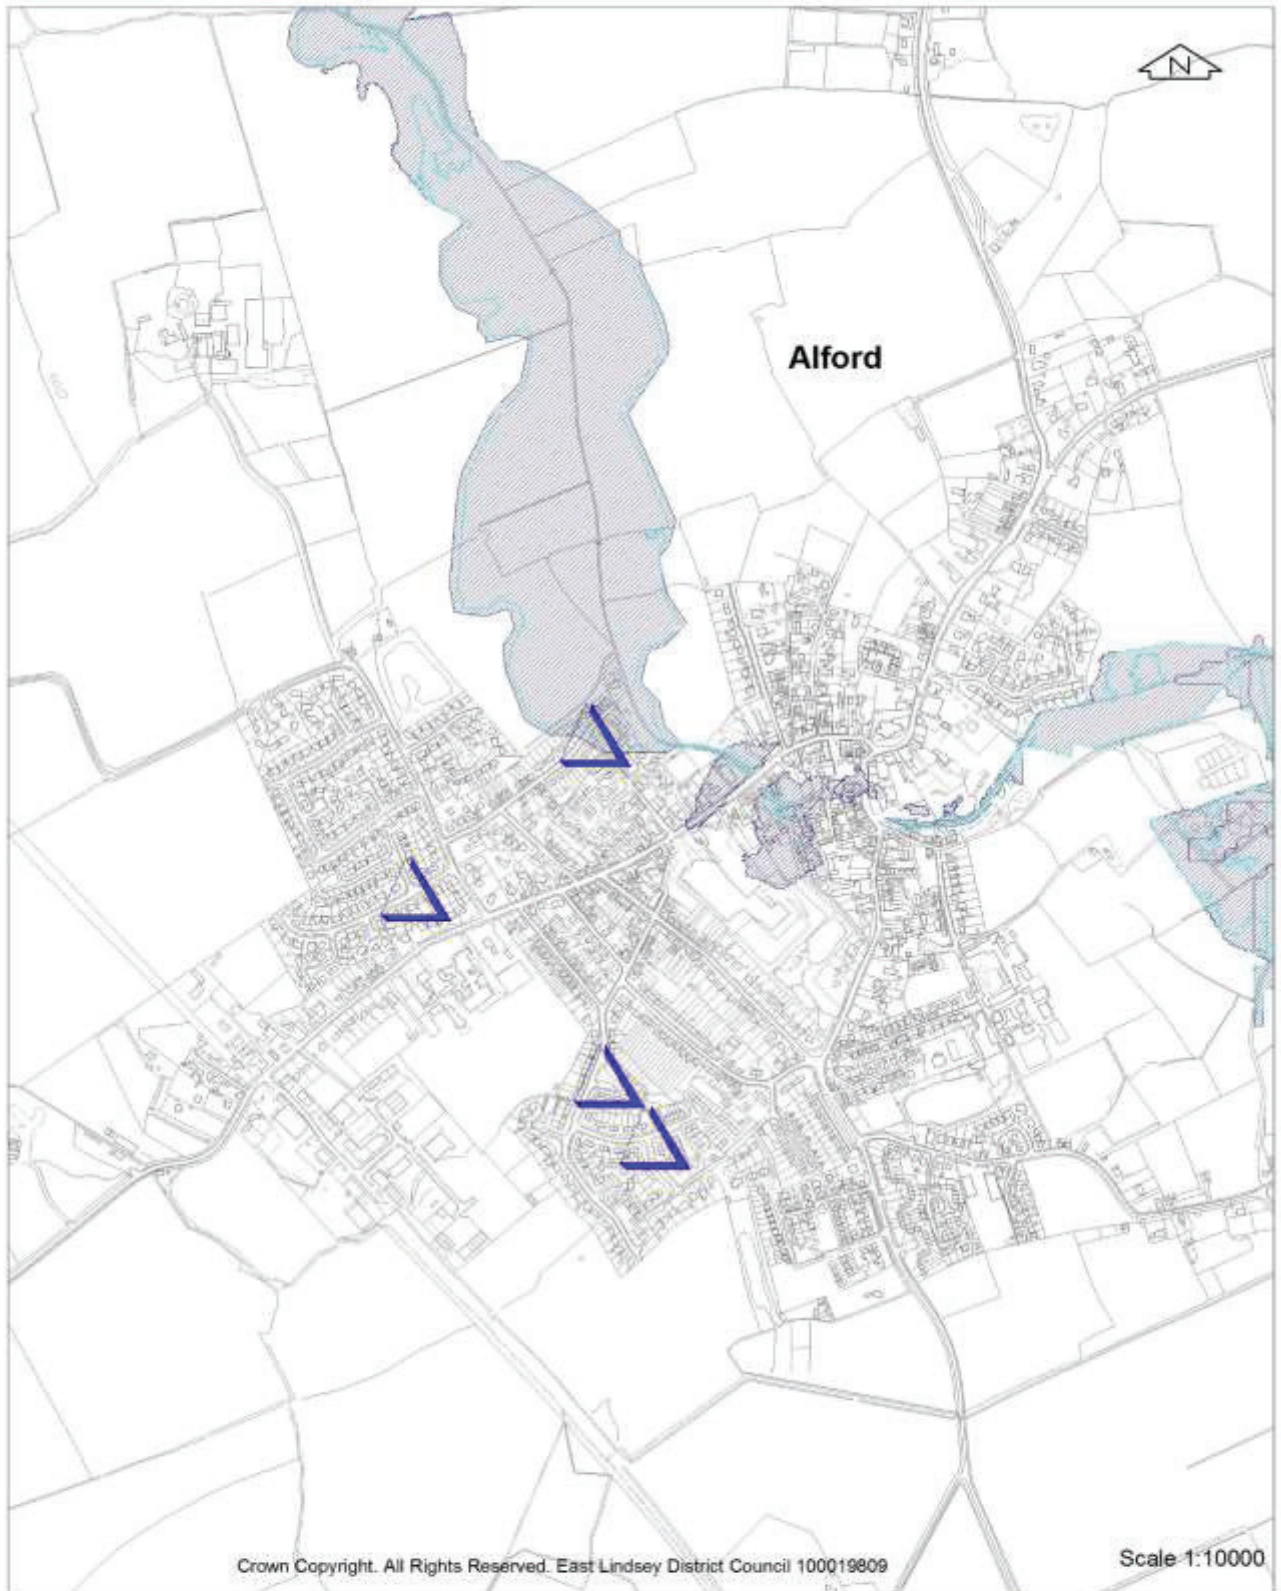 N
Alford
Crown Copyright. All Rights Reserved. East Lindsey District Council 100019809
Scale 1:10000